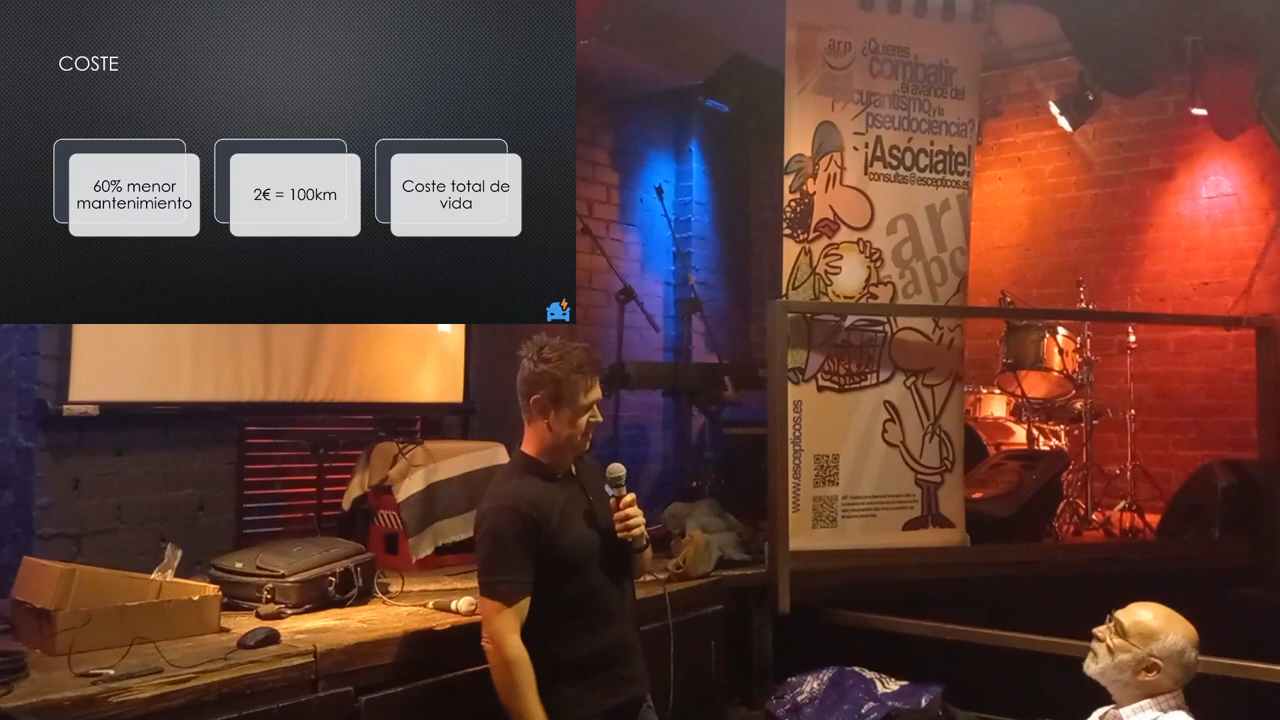 COSTE
60% menor
mantenimiento
2€ = 100km
Coste total de
vida
arp
¿Quieres
combatir
el avance del
curantismo y la
pseudociencia?
¡Asóciate!
consultas@escepticos.es
arp
sapc
www.escepticos.es